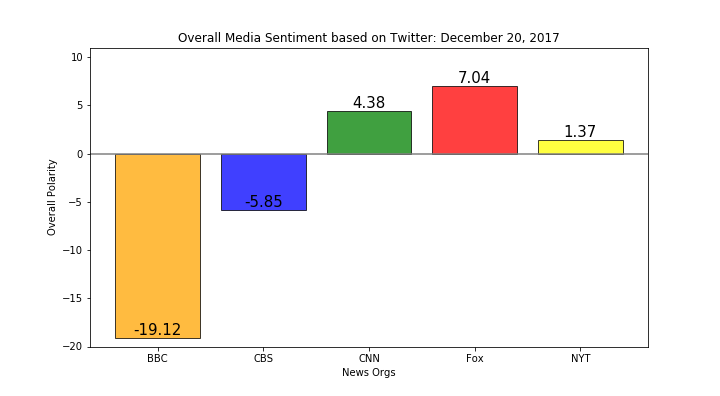 Overall Media Sentiment based on Twitter: December 20, 2017
10
5
0
−5
−10
−15
−20
Overall Polarity
-19.12
-5.85
4.38
7.04
1.37
BBC
CBS
CNN
Fox
NYT
News Orgs